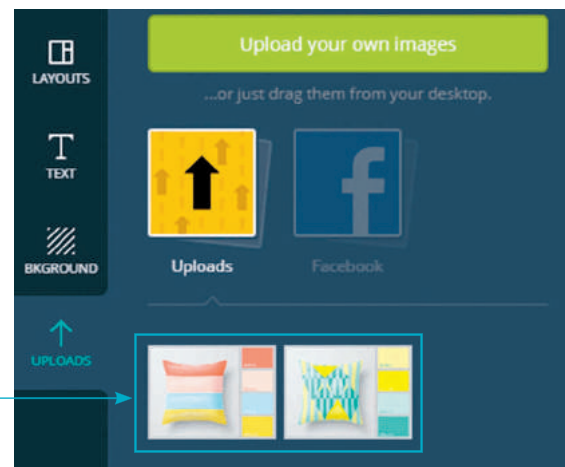 LAYOUTS
TEXT
BKGROUND
UPLOADS
Upload your own images
...or just drag them from your desktop.
Uploads
Facebook